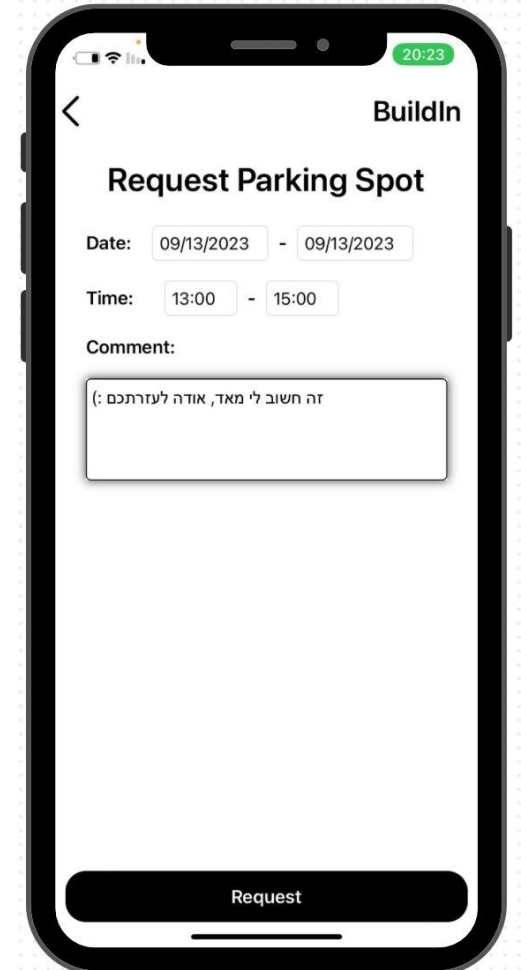 20:23
BuildIn
Request Parking Spot
Date: 09/13/2023 - 09/13/2023
Time: 13:00 - 15:00
Comment:
זה חשוב לי מאד, אודה לעזרתכם :)
Request